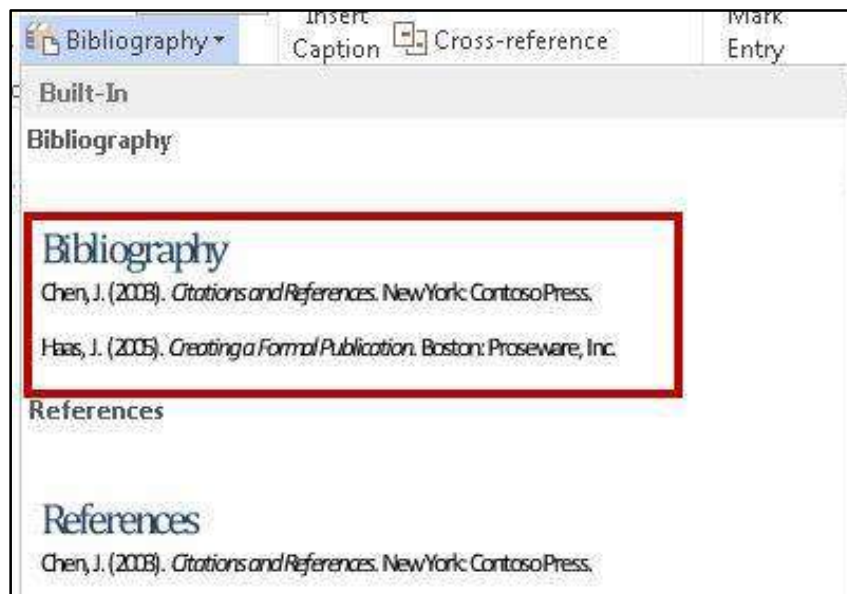 Bibliography
Insert
Caption
Cross-reference
Mark
Entry
Built-In
Bibliography
Bibliography
Chen, J. (2003). Citations and References. New York: Contoso Press.
Haas, J. (2005). Creating a Formal Publication. Boston: Proseware, Inc.
References
References
Chen, J. (2003). Citations and References. New York: Contoso Press.